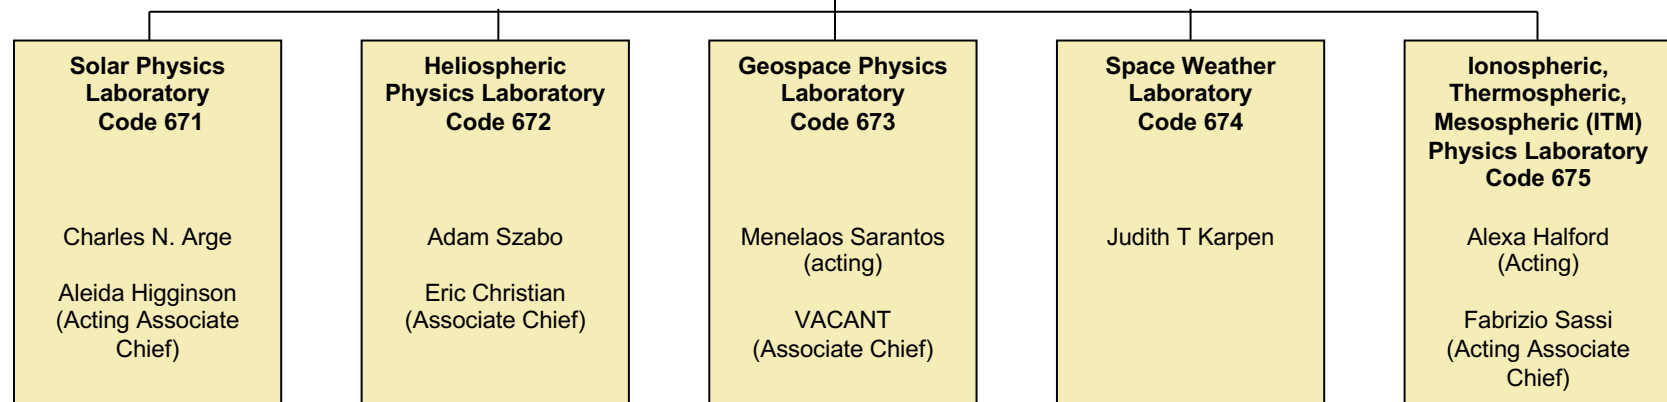 Solar Physics
Laboratory
Code 671
Charles N. Arge
Aleida Higginson
(Acting Associate
Chief)
Heliospheric
Physics Laboratory
Code 672
Adam Szabo
Eric Christian
(Associate Chief)
Geospace Physics
Laboratory
Code 673
Menelaos Sarantos
(acting)
VACANT
(Associate Chief)
Space Weather
Laboratory
Code 674
Judith T Karpen
Ionospheric,
Thermospheric,
Mesospheric (ITM)
Physics Laboratory
Code 675
Alexa Halford
(Acting)
Fabrizio Sassi
(Acting Associate
Chief)